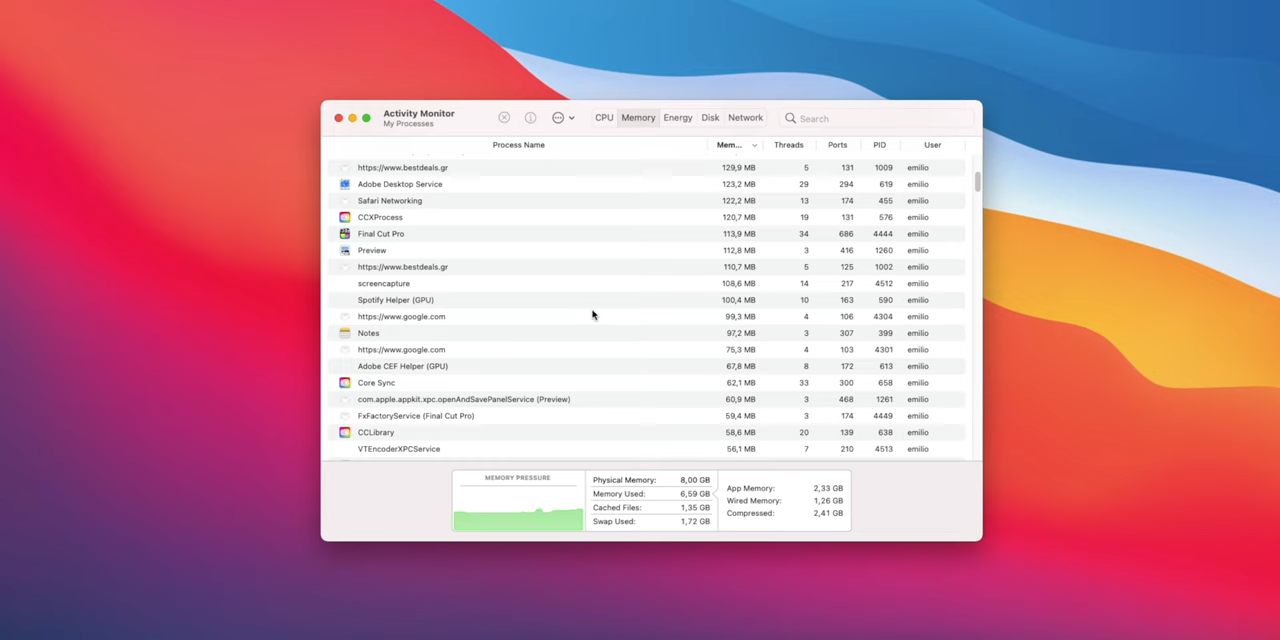 Activity Monitor
My Processes
CPU Memory Energy Disk Network Search
Process Name Mem... Threads Ports PID User
https://www.bestdeals.gr 129,9 MB 5 131 1009 emilio
Adobe Desktop Service 123,2 MB 29 294 619 emilio
Safari Networking 122,2 MB 13 174 455 emilio
CCXProcess 120,7 MB 19 131 576 emilio
Final Cut Pro 113,9 MB 34 686 4444 emilio
Preview 112,8 MB 3 416 1260 emilio
https://www.bestdeals.gr 110,7 MB 5 125 1002 emilio
screencapture 108,6 MB 14 217 4512 emilio
Spotify Helper (GPU) 100,4 MB 10 163 590 emilio
https://www.google.com 99,3 MB 4 106 4304 emilio
Notes 97,2 MB 3 307 399 emilio
https://www.google.com 75,3 MB 4 103 4301 emilio
Adobe CEF Helper (GPU) 67,8 MB 8 172 613 emilio
Core Sync 62,1 MB 33 300 658 emilio
com.apple.appkit.xpc.openAndSavePanelService (Preview) 60,9 MB 3 468 1261 emilio
FxFactoryService (Final Cut Pro) 59,4 MB 3 174 4449 emilio
CCLibrary 58,6 MB 20 139 638 emilio
VTEncoderXPCService 56,1 MB 7 210 4513 emilio
MEMORY PRESSURE
Physical Memory: 8,00 GB
Memory Used: 6,59 GB
Cached Files: 1,35 GB
Swap Used: 1,72 GB
App Memory: 2,33 GB
Wired Memory: 1,26 GB
Compressed: 2,41 GB